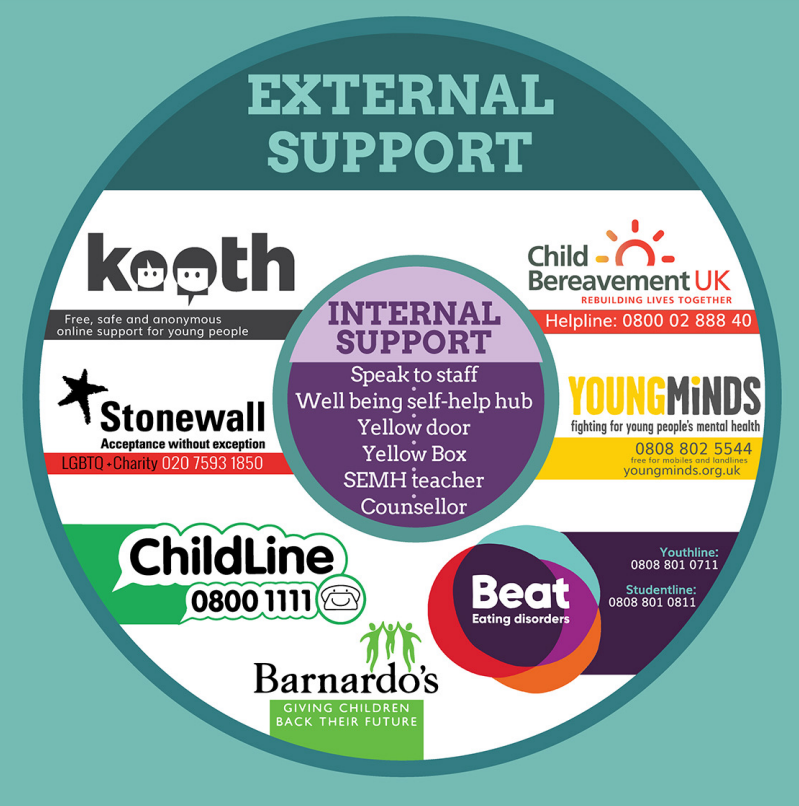 EXTERNAL
SUPPORT
kooth
Free, safe and anonymous
online support for young people
Child
Bereavement UK
REBUILDING LIVES TOGETHER
Helpline: 0800 02 888 40
INTERNAL
SUPPORT
Speak to staff
Well being self-help hub
Yellow door
Yellow Box
SEMH teacher
Counsellor
Stonewall
Acceptance without exception
LGBTQ+Charity 020 7593 1850
YOUNGMiNDS
fighting for young people's mental health
0808 802 5544
free for mobiles and landlines
youngminds.org.uk
ChildLine
0800 1111
Beat
Eating disorders
Youthline:
0808 801 0711
Studentline:
0808 801 0811
Barnardo's
GIVING CHILDREN
BACK THEIR FUTURE